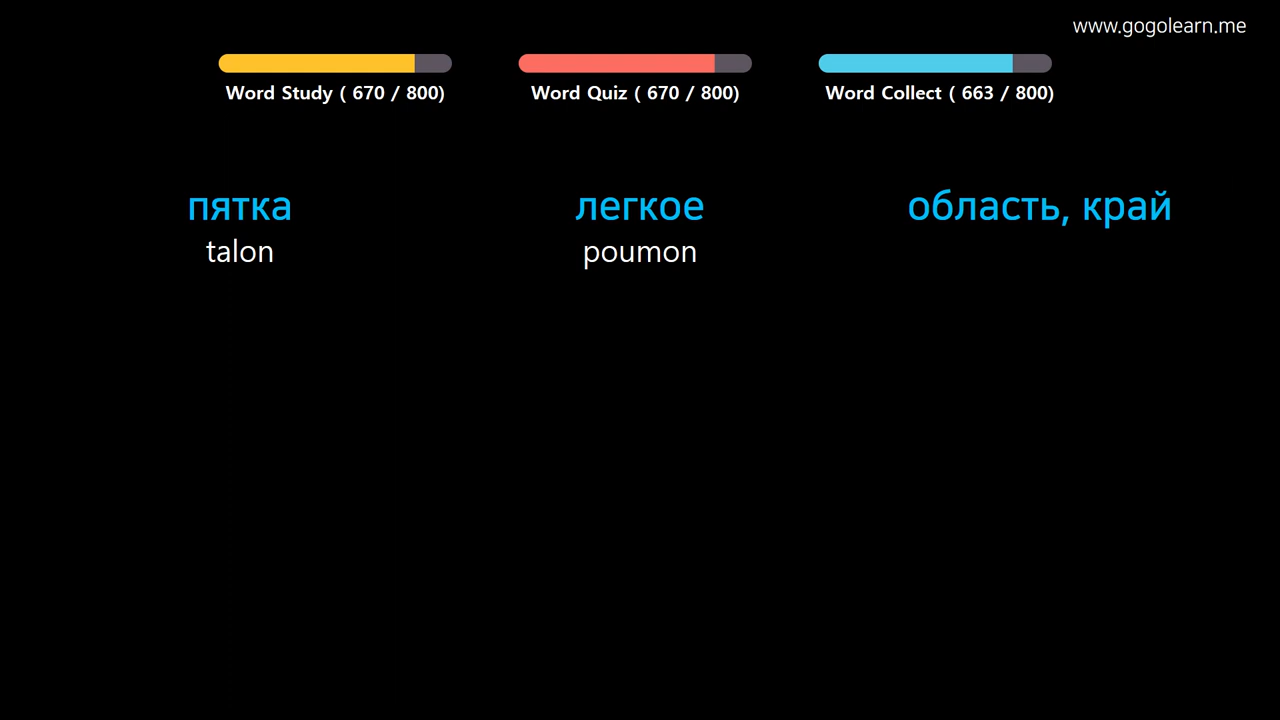 www.gogolearn.me
Word Study ( 670 / 800)
Word Quiz ( 670 / 800)
Word Collect ( 663 / 800)
пятка
talon
легкое
poumon
область, край